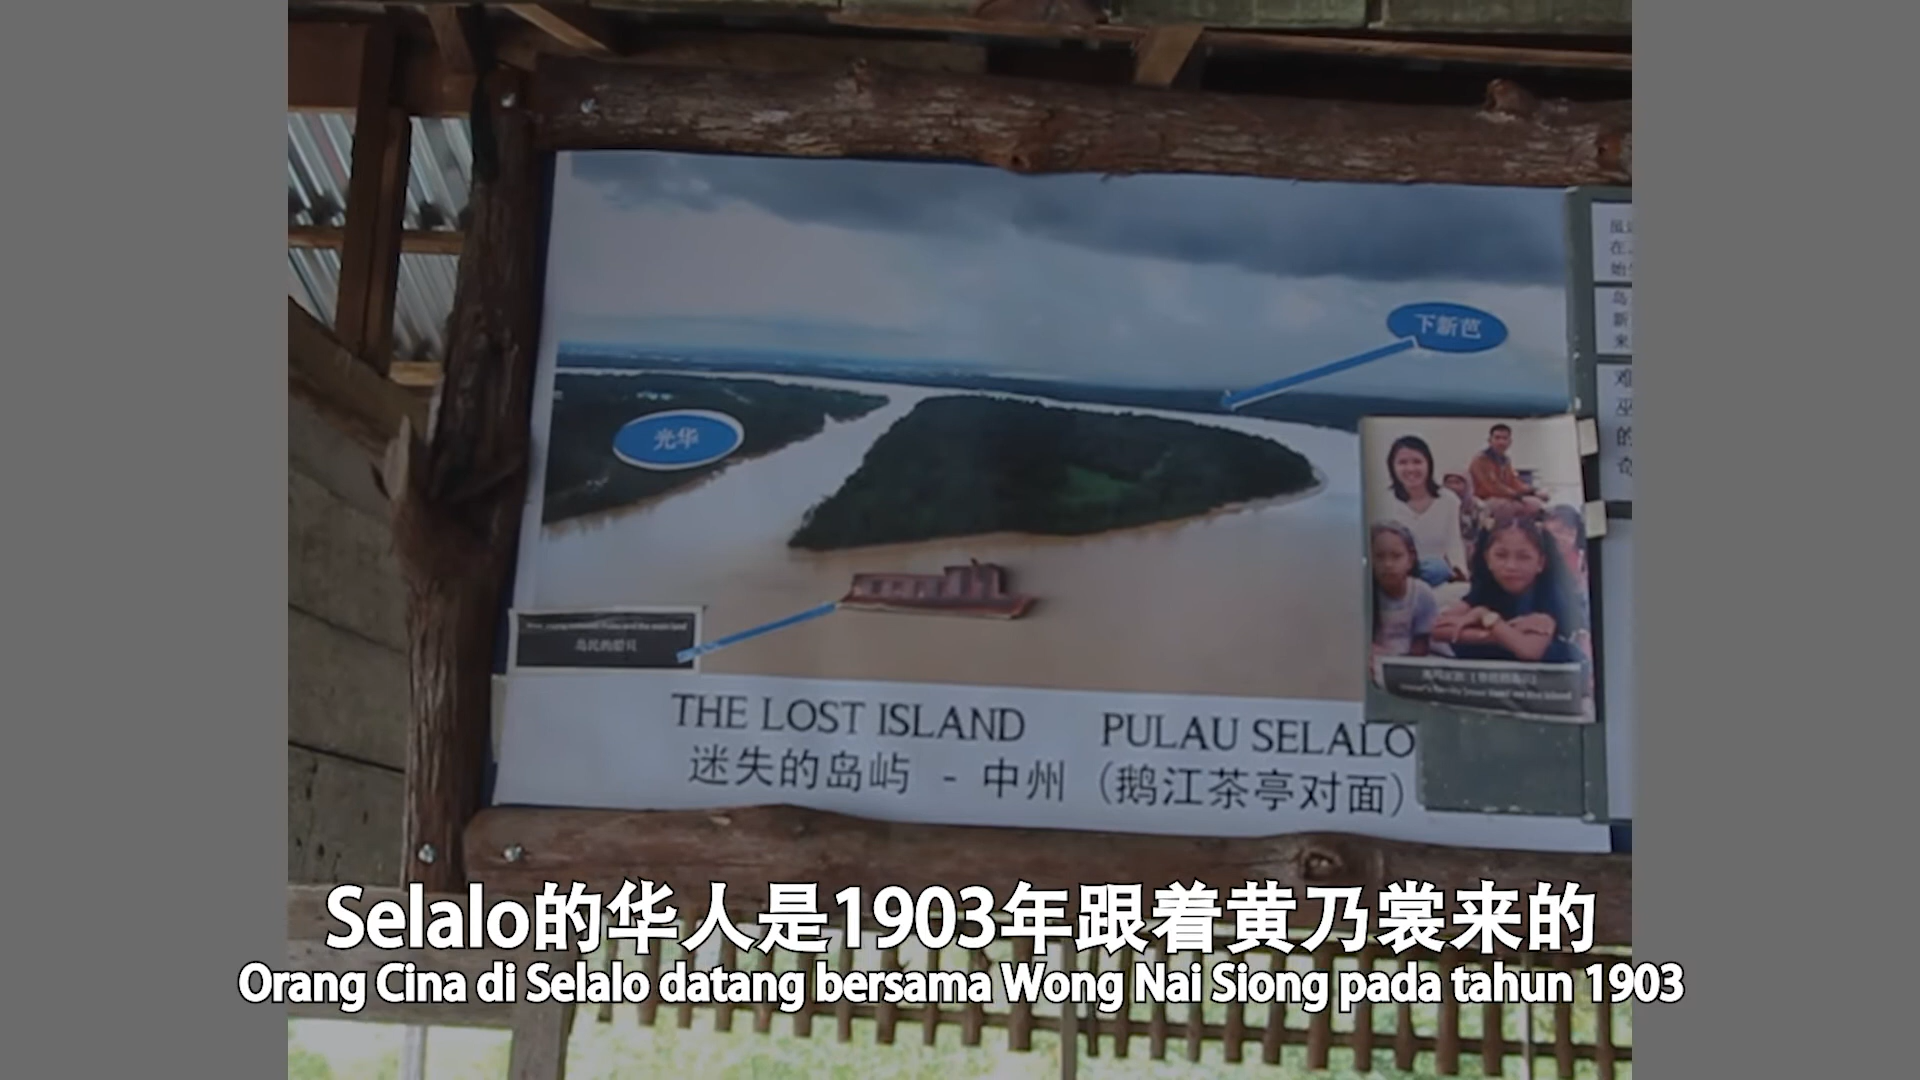 下新芭
光华
岛民的船只
THE LOST ISLAND PULAU SELALO
迷失的岛屿 - 中州 (鹅江茶亭对面)
Selalo的华人是1903年跟着黄乃裳来的
Orang Cina di Selalo datang bersama Wong Nai Siong pada tahun 1903